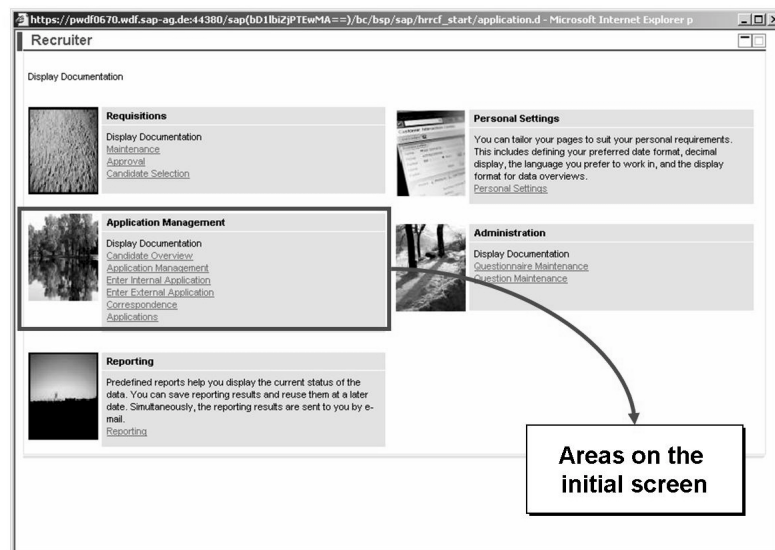 https://pwdf0670.wdf.sap-ag.de:44380/sap(bD1lbiZjPTEwMA==)/bc/bsp/sap/hrrcf_start/application.d - Microsoft Internet Explorer p
Recruiter
Display Documentation
Requisitions
Display Documentation
Maintenance
Approval
Candidate Selection
Personal Settings
You can tailor your pages to suit your personal requirements.
This includes defining your preferred date format, decimal
display, the language you prefer to work in, and the display
format for data overviews.
Personal Settings
Application Management
Display Documentation
Candidate Overview
Application Management
Enter Internal Application
Enter External Application
Correspondence
Applications
Administration
Display Documentation
Questionnaire Maintenance
Question Maintenance
Reporting
Predefined reports help you display the current status of the
data. You can save reporting results and reuse them at a later
date. Simultaneously, the reporting results are sent to you by e-
mail.
Reporting
Areas on the
initial screen